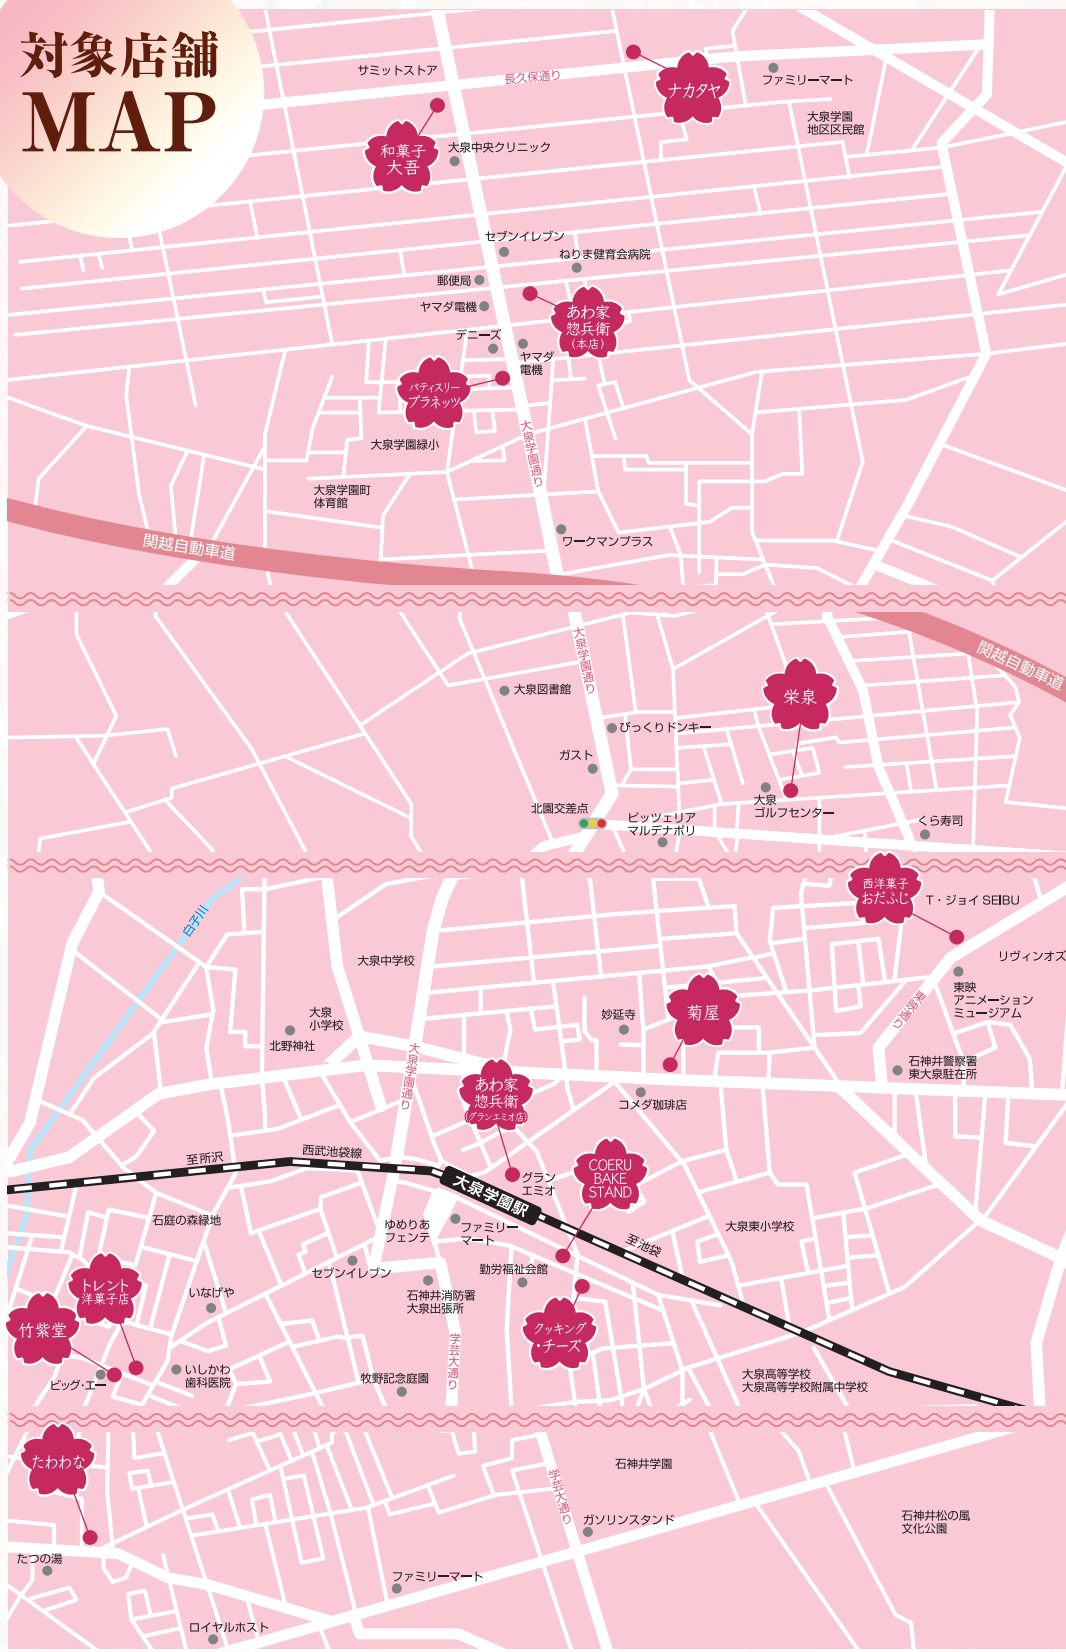 対象店舗
MAP
サミットストア
長久保通り
ナカタヤ
ファミリーマート
大泉学園
地区区民館
和菓子
大吾
大泉中央クリニック
セブンイレブン
ねりま健育会病院
郵便局
ヤマダ電機
あわ家
惣兵衛
(本店)
デニーズ
ヤマダ
電機
パティスリー
プラネッツ
大泉学園通り
大泉学園緑小
大泉学園町
体育館
関越自動車道
ワークマンプラス
大泉学園通り
関越自動車道
大泉図書館
栄泉
びっくりドンキー
ガスト
大泉
ゴルフセンター
北園交差点
ピッツェリア
マルデナポリ
くら寿司
西洋菓子
おだふじ
T・ジョイ SEIBU
白子川
大泉中学校
リヴィンオズ
東映
アニメーション
ミュージアム
東映通り
大泉
小学校
北野神社
妙延寺
菊屋
大泉学園通り
石神井警察署
東大泉駐在所
あわ家
惣兵衛
(グランエミオ店)
コメダ珈琲店
至所沢
西武池袋線
大泉学園駅
グラン
エミオ
COERU
BAKE
STAND
石庭の森緑地
ゆめりあ
フェンテ
ファミリー
マート
至池袋
大泉東小学校
セブンイレブン
勤労福祉会館
トレント
洋菓子店
いなげや
石神井消防署
大泉出張所
竹紫堂
クッキング
・チーズ
学芸大通り
ビッグ・エー
いしかわ
歯科医院
牧野記念庭園
大泉高等学校
大泉高等学校附属中学校
たわわな
学芸大通り
石神井学園
ガソリンスタンド
石神井松の風
文化公園
たつの湯
ファミリーマート
ロイヤルホスト